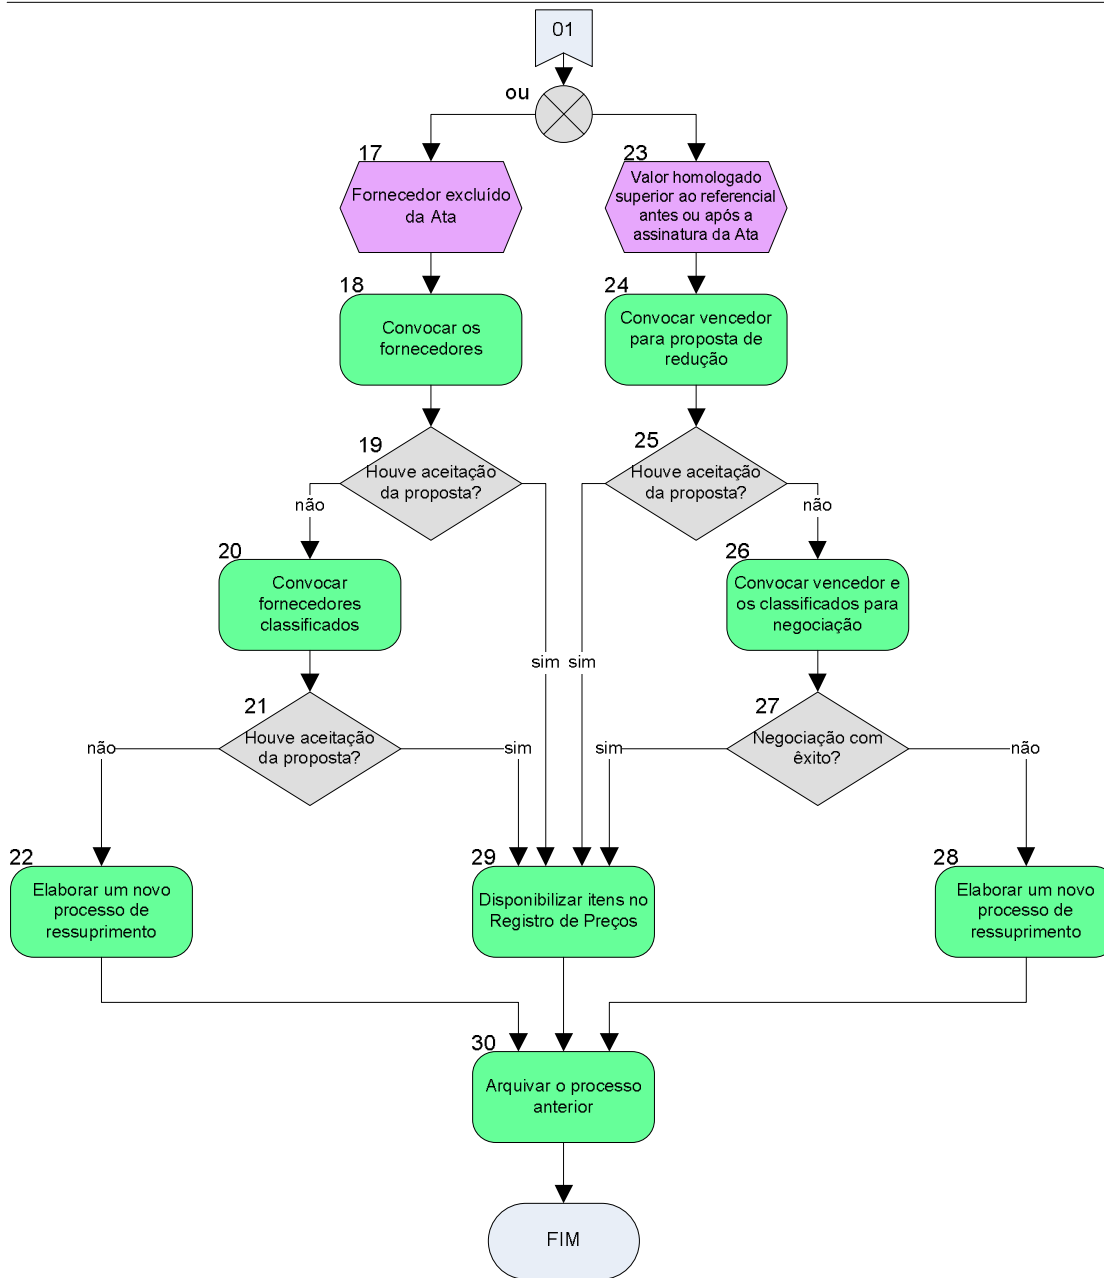 01
ou
17
Fornecedor excluído
da Ata
23
Valor homologado
superior ao referencial
antes ou após a
assinatura da Ata
18
Convocar os
fornecedores
24
Convocar vencedor
para proposta de
redução
19
Houve aceitação
da proposta?
25
Houve aceitação
da proposta?
não
não
20
Convocar
fornecedores
classificados
26
Convocar vencedor e
os classificados para
negociação
sim
sim
21
Houve aceitação
da proposta?
27
Negociação com
êxito?
não
sim
sim
não
22
Elaborar um novo
processo de
ressuprimento
29
Disponibilizar itens no
Registro de Preços
28
Elaborar um novo
processo de
ressuprimento
30
Arquivar o processo
anterior
FIM